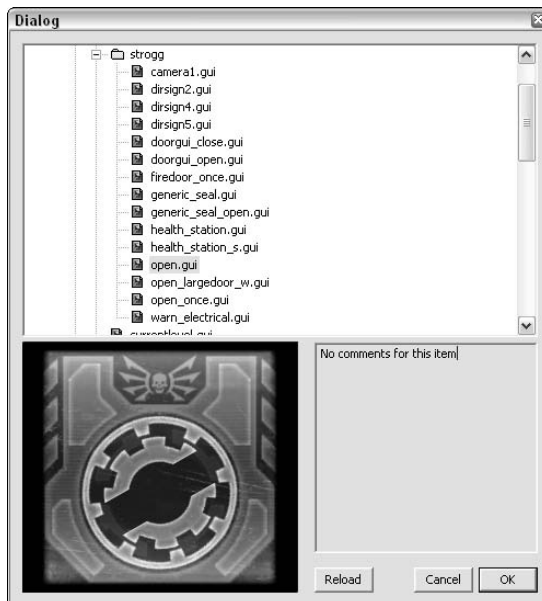 Dialog
strogg
camera1.gui
dirsign2.gui
dirsign4.gui
dirsign5.gui
doorgui_close.gui
doorgui_open.gui
firedoor_once.gui
generic_seal.gui
generic_seal_open.gui
health_station.gui
health_station_s.gui
open.gui
open_largedoor_w.gui
open_once.gui
warn_electrical.gui
currentlevel.gui
No comments for this item
Reload
Cancel
OK